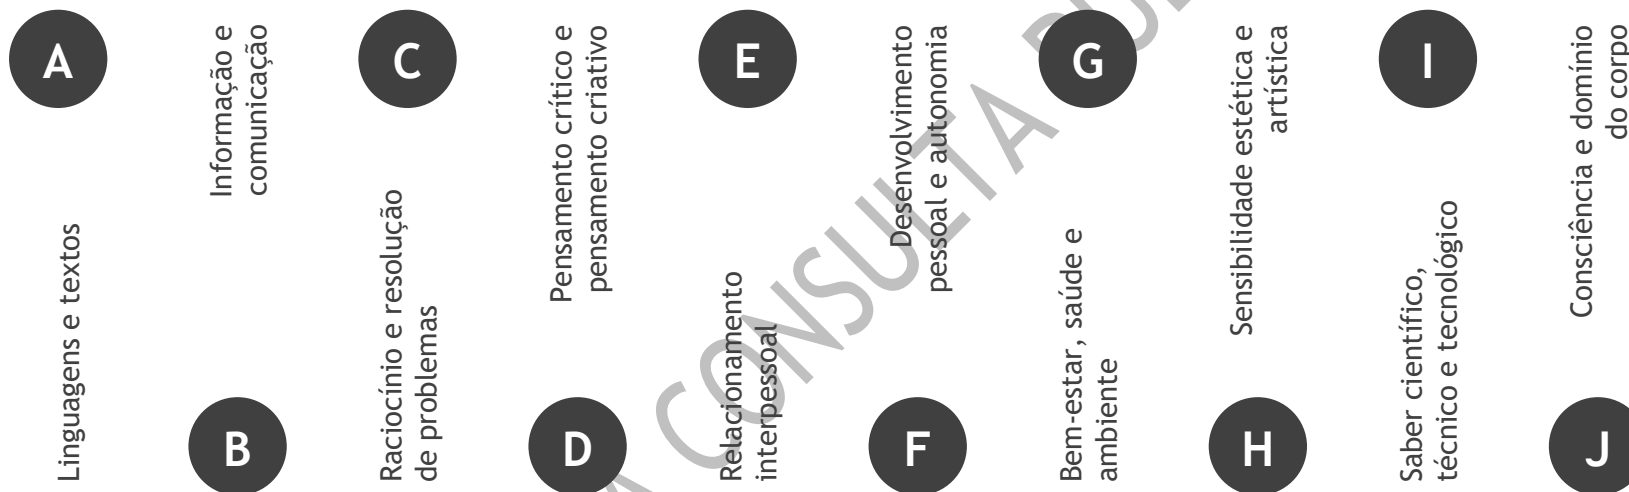 A
Linguagens e textos
Informação e
comunicação
B
C
Raciocínio e resolução
de problemas
Pensamento crítico e
pensamento criativo
D
E
Relacionamento
interpessoal
Desenvolvimento
pessoal e autonomia
F
G
Bem-estar, saúde e
ambiente
Sensibilidade estética e
artística
H
I
Saber científico,
técnico e tecnológico
Consciência e domínio
do corpo
J
CONSULTA